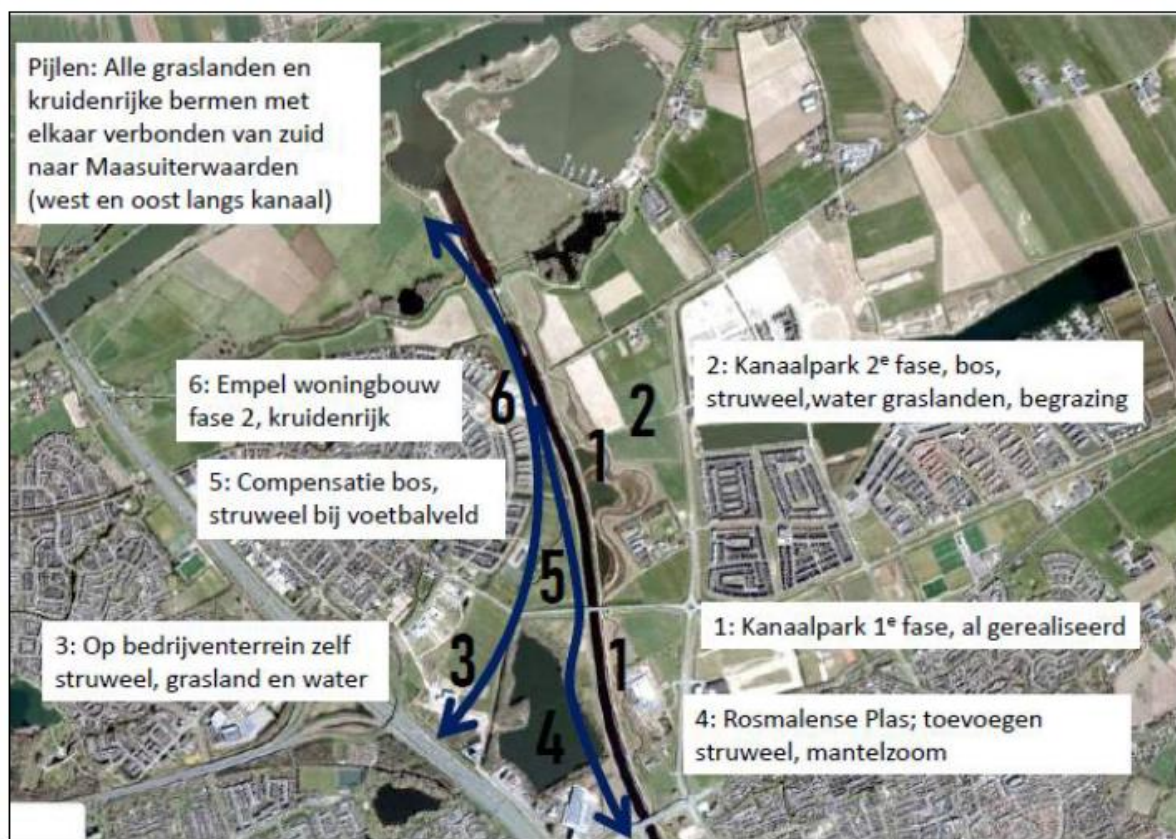 Pijlen: Alle graslanden en
kruidenrijke bermen met
elkaar verbonden van zuid
naar Maasuiterwaarden
(west en oost langs kanaal)
6: Empel woningbouw
fase 2, kruidenrijk
2: Kanaalpark 2e fase, bos,
struweel,water graslanden, begrazing
5: Compensatie bos,
struweel bij voetbalveld
3: Op bedrijventerrein zelf
struweel, grasland en water
1: Kanaalpark 1e fase, al gerealiseerd
4: Rosmalense Plas; toevoegen
struweel, mantelzoom
6
2
1
5
3
1
4